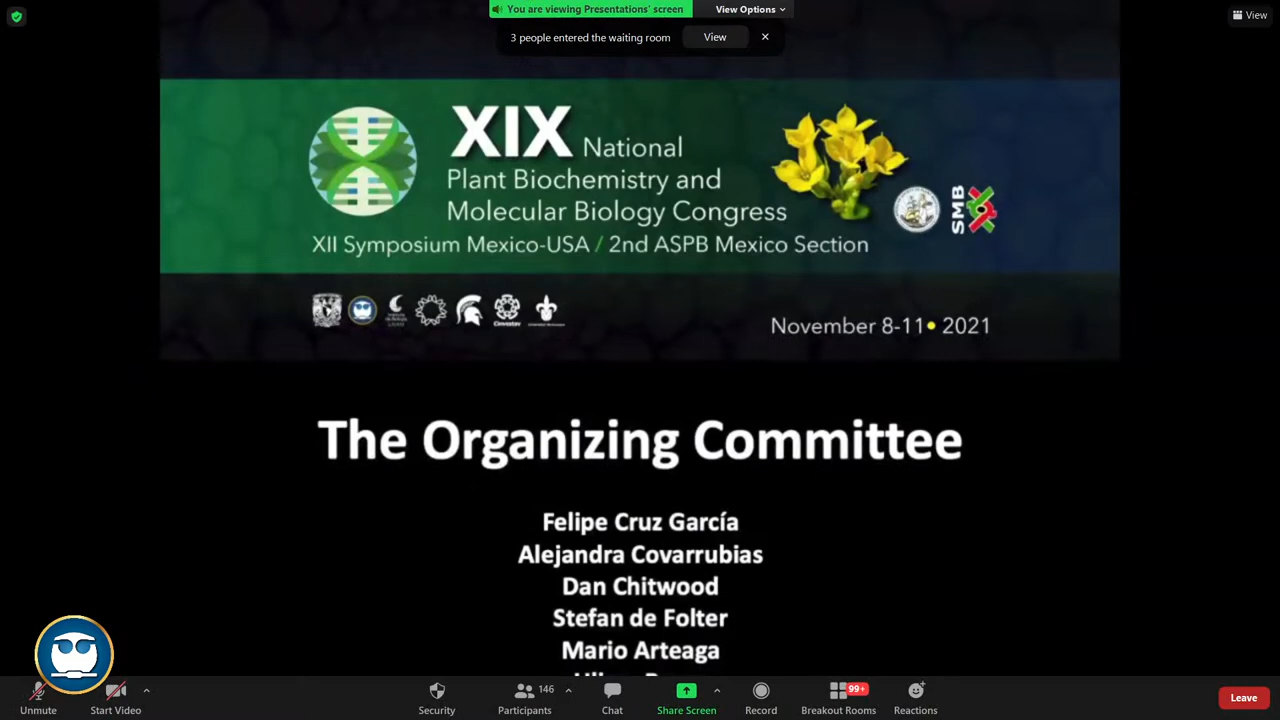 You are viewing Presentations' screen
View Options
View
3 people entered the waiting room
View
XIX National
Plant Biochemistry and
Molecular Biology Congress
XII Symposium Mexico-USA / 2nd ASPB Mexico Section
SMB
November 8-11 • 2021
The Organizing Committee
Felipe Cruz García
Alejandra Covarrubias
Dan Chitwood
Stefan de Folter
Mario Arteaga
Unmute
Start Video
Security
146
Participants
Chat
Share Screen
Record
99+
Breakout Rooms
Reactions
Leave